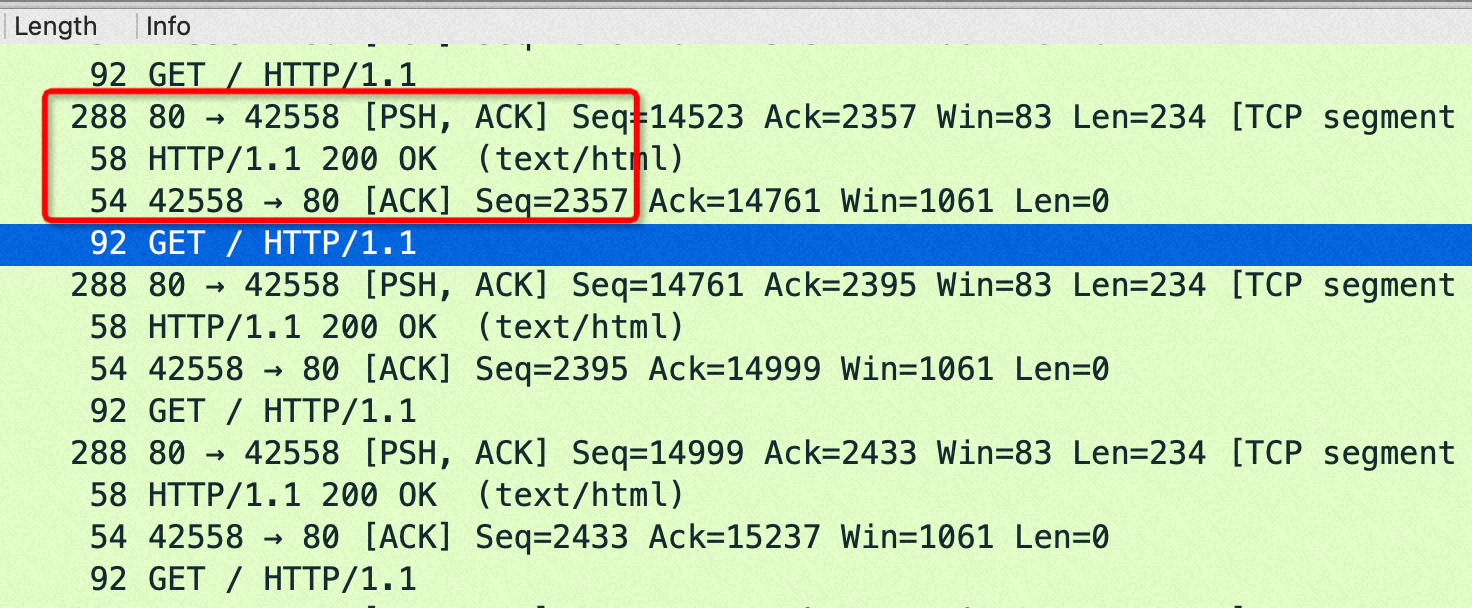 Length Info
92 GET / HTTP/1.1
288 80 → 42558 [PSH, ACK] Seq=14523 Ack=2357 Win=83 Len=234 [TCP segment
58 HTTP/1.1 200 OK (text/html)
54 42558 → 80 [ACK] Seq=2357 Ack=14761 Win=1061 Len=0
92 GET / HTTP/1.1
288 80 → 42558 [PSH, ACK] Seq=14761 Ack=2395 Win=83 Len=234 [TCP segment
58 HTTP/1.1 200 OK (text/html)
54 42558 → 80 [ACK] Seq=2395 Ack=14999 Win=1061 Len=0
92 GET / HTTP/1.1
288 80 → 42558 [PSH, ACK] Seq=14999 Ack=2433 Win=83 Len=234 [TCP segment
58 HTTP/1.1 200 OK (text/html)
54 42558 → 80 [ACK] Seq=2433 Ack=15237 Win=1061 Len=0
92 GET / HTTP/1.1